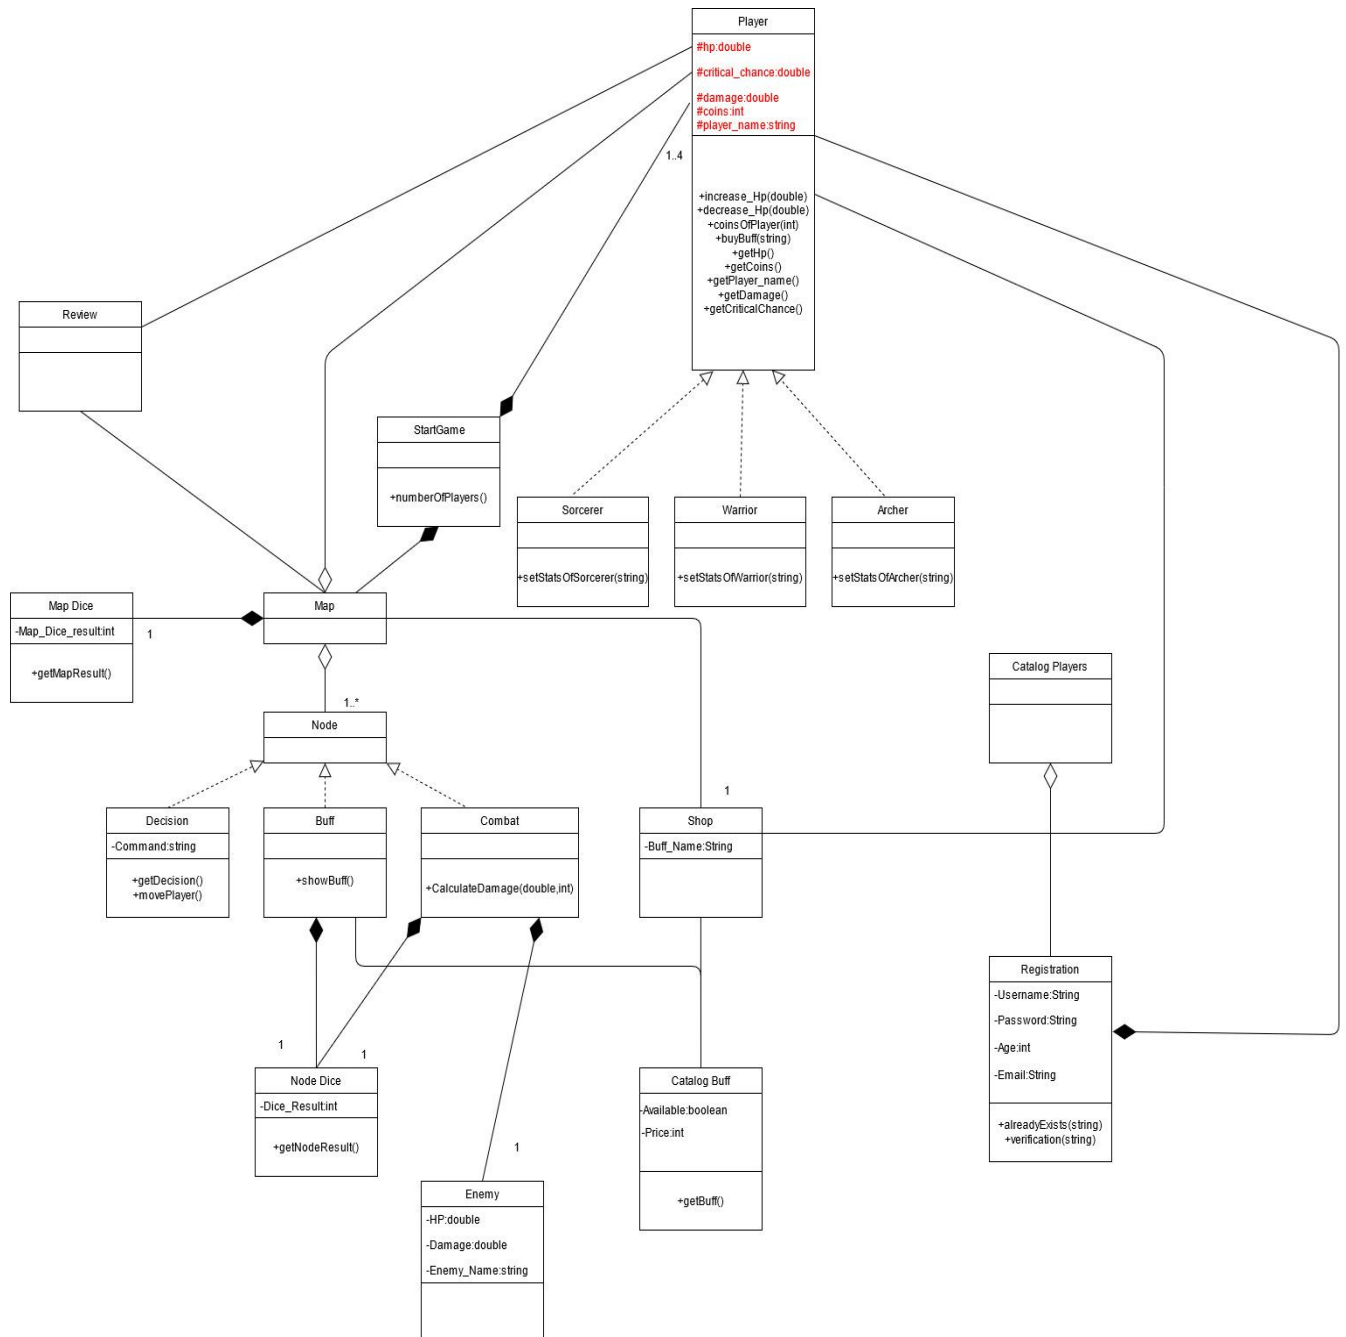 Player
#hp:double
#critical_chance:double
#damage:double
#coins:int
#player_name:string
1..4
+increase_Hp(double)
+decrease_Hp(double)
+coinsOfPlayer(int)
+buyBuff(string)
+getHp()
+getCoins()
+getPlayer_name()
+getDamage()
+getCriticalChance()
Review
StartGame
+numberOfPlayers()
Sorcerer
+setStatsOfSorcerer(string)
Warrior
+setStatsOfWarrior(string)
Archer
+setStatsOfArcher(string)
Map Dice
-Map_Dice_result:int
+getMapResult()
1
Map
Catalog Players
1..*
Node
1
Decision
-Command:string
+getDecision()
+movePlayer()
Buff
+showBuff()
Combat
+CalculateDamage(double,int)
Shop
-Buff_Name:String
Registration
-Username:String
-Password:String
-Age:int
-Email:String
+alreadyExists(string)
+verification(string)
1
1
Node Dice
-Dice_Result:int
+getNodeResult()
Catalog Buff
-Available:boolean
-Price:int
+getBuff()
1
Enemy
-HP:double
-Damage:double
-Enemy_Name:string